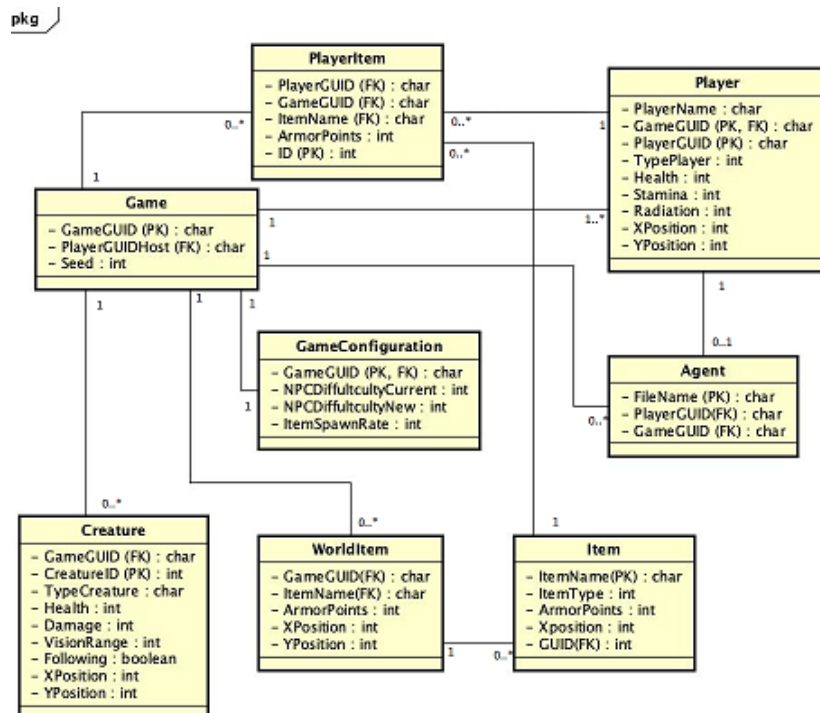 pkg
PlayerItem
- PlayerGUID (FK) : char
- GameGUID (FK) : char
- ItemName (FK) : char
- ArmorPoints : int
- ID (PK) : int
Player
- PlayerName : char
- GameGUID (PK, FK) : char
- PlayerGUID (PK) : char
- TypePlayer : int
- Health : int
- Stamina : int
- Radiation : int
- XPosition : int
- YPosition : int
0..*
0..*
1
0..*
1
Game
- GameGUID (PK) : char
- PlayerGUIDHost (FK) : char
- Seed : int
1
1..*
1
1
1
1
1
GameConfiguration
- GameGUID (PK, FK) : char
- NPCDiffultcultyCurrent : int
- NPCDiffultcultyNew : int
- ItemSpawnRate : int
1
0..1
Agent
- FileName (PK) : char
- PlayerGUID(FK) : char
- GameGUID (FK) : char
0..*
0..*
0..*
1
Creature
- GameGUID (FK) : char
- CreatureID (PK) : int
- TypeCreature : char
- Health : int
- Damage : int
- VisionRange : int
- Following : boolean
- XPosition : int
- YPosition : int
WorldItem
- GameGUID(FK) : char
- ItemName(FK) : char
- ArmorPoints : int
- XPosition : int
- YPosition : int
1
0..*
Item
- ItemName(PK) : char
- ItemType : int
- ArmorPoints : int
- Xposition : int
- GUID(FK) : int